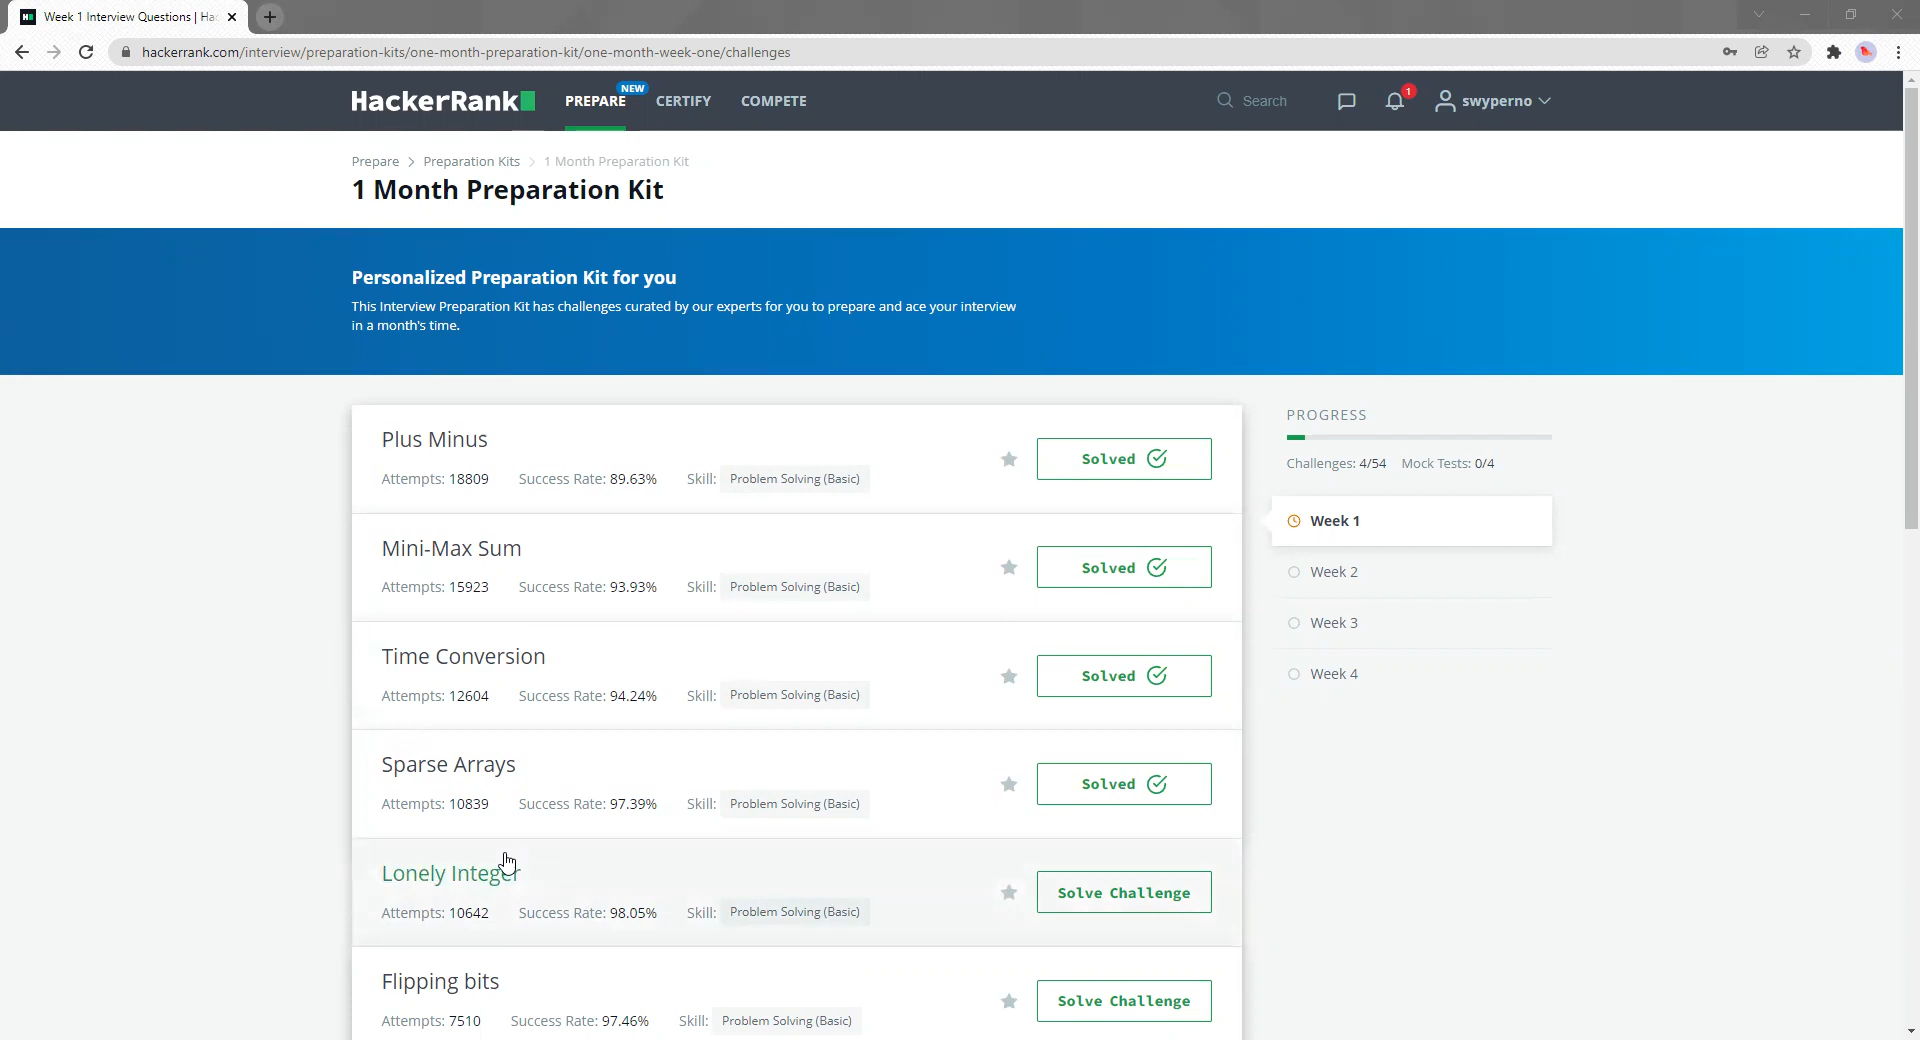 Week 1 Interview Questions | Ha
hackerrank.com/interview/preparation-kits/one-month-preparation-kit/one-month-week-one/challenges
HackerRank
PREPARE
NEW
CERTIFY
COMPETE
Search
1
swyperno
Prepare > Preparation Kits > 1 Month Preparation Kit
1 Month Preparation Kit
Personalized Preparation Kit for you
This Interview Preparation Kit has challenges curated by our experts for you to prepare and ace your interview
in a month's time.
Plus Minus
Attempts: 18809 Success Rate: 89.63% Skill: Problem Solving (Basic)
Solved
Mini-Max Sum
Attempts: 15923 Success Rate: 93.93% Skill: Problem Solving (Basic)
Solved
Time Conversion
Attempts: 12604 Success Rate: 94.24% Skill: Problem Solving (Basic)
Solved
Sparse Arrays
Attempts: 10839 Success Rate: 97.39% Skill: Problem Solving (Basic)
Solved
Lonely Integer
Attempts: 10642 Success Rate: 98.05% Skill: Problem Solving (Basic)
Solve Challenge
Flipping bits
Attempts: 7510 Success Rate: 97.46% Skill: Problem Solving (Basic)
Solve Challenge
PROGRESS
Challenges: 4/54 Mock Tests: 0/4
Week 1
Week 2
Week 3
Week 4